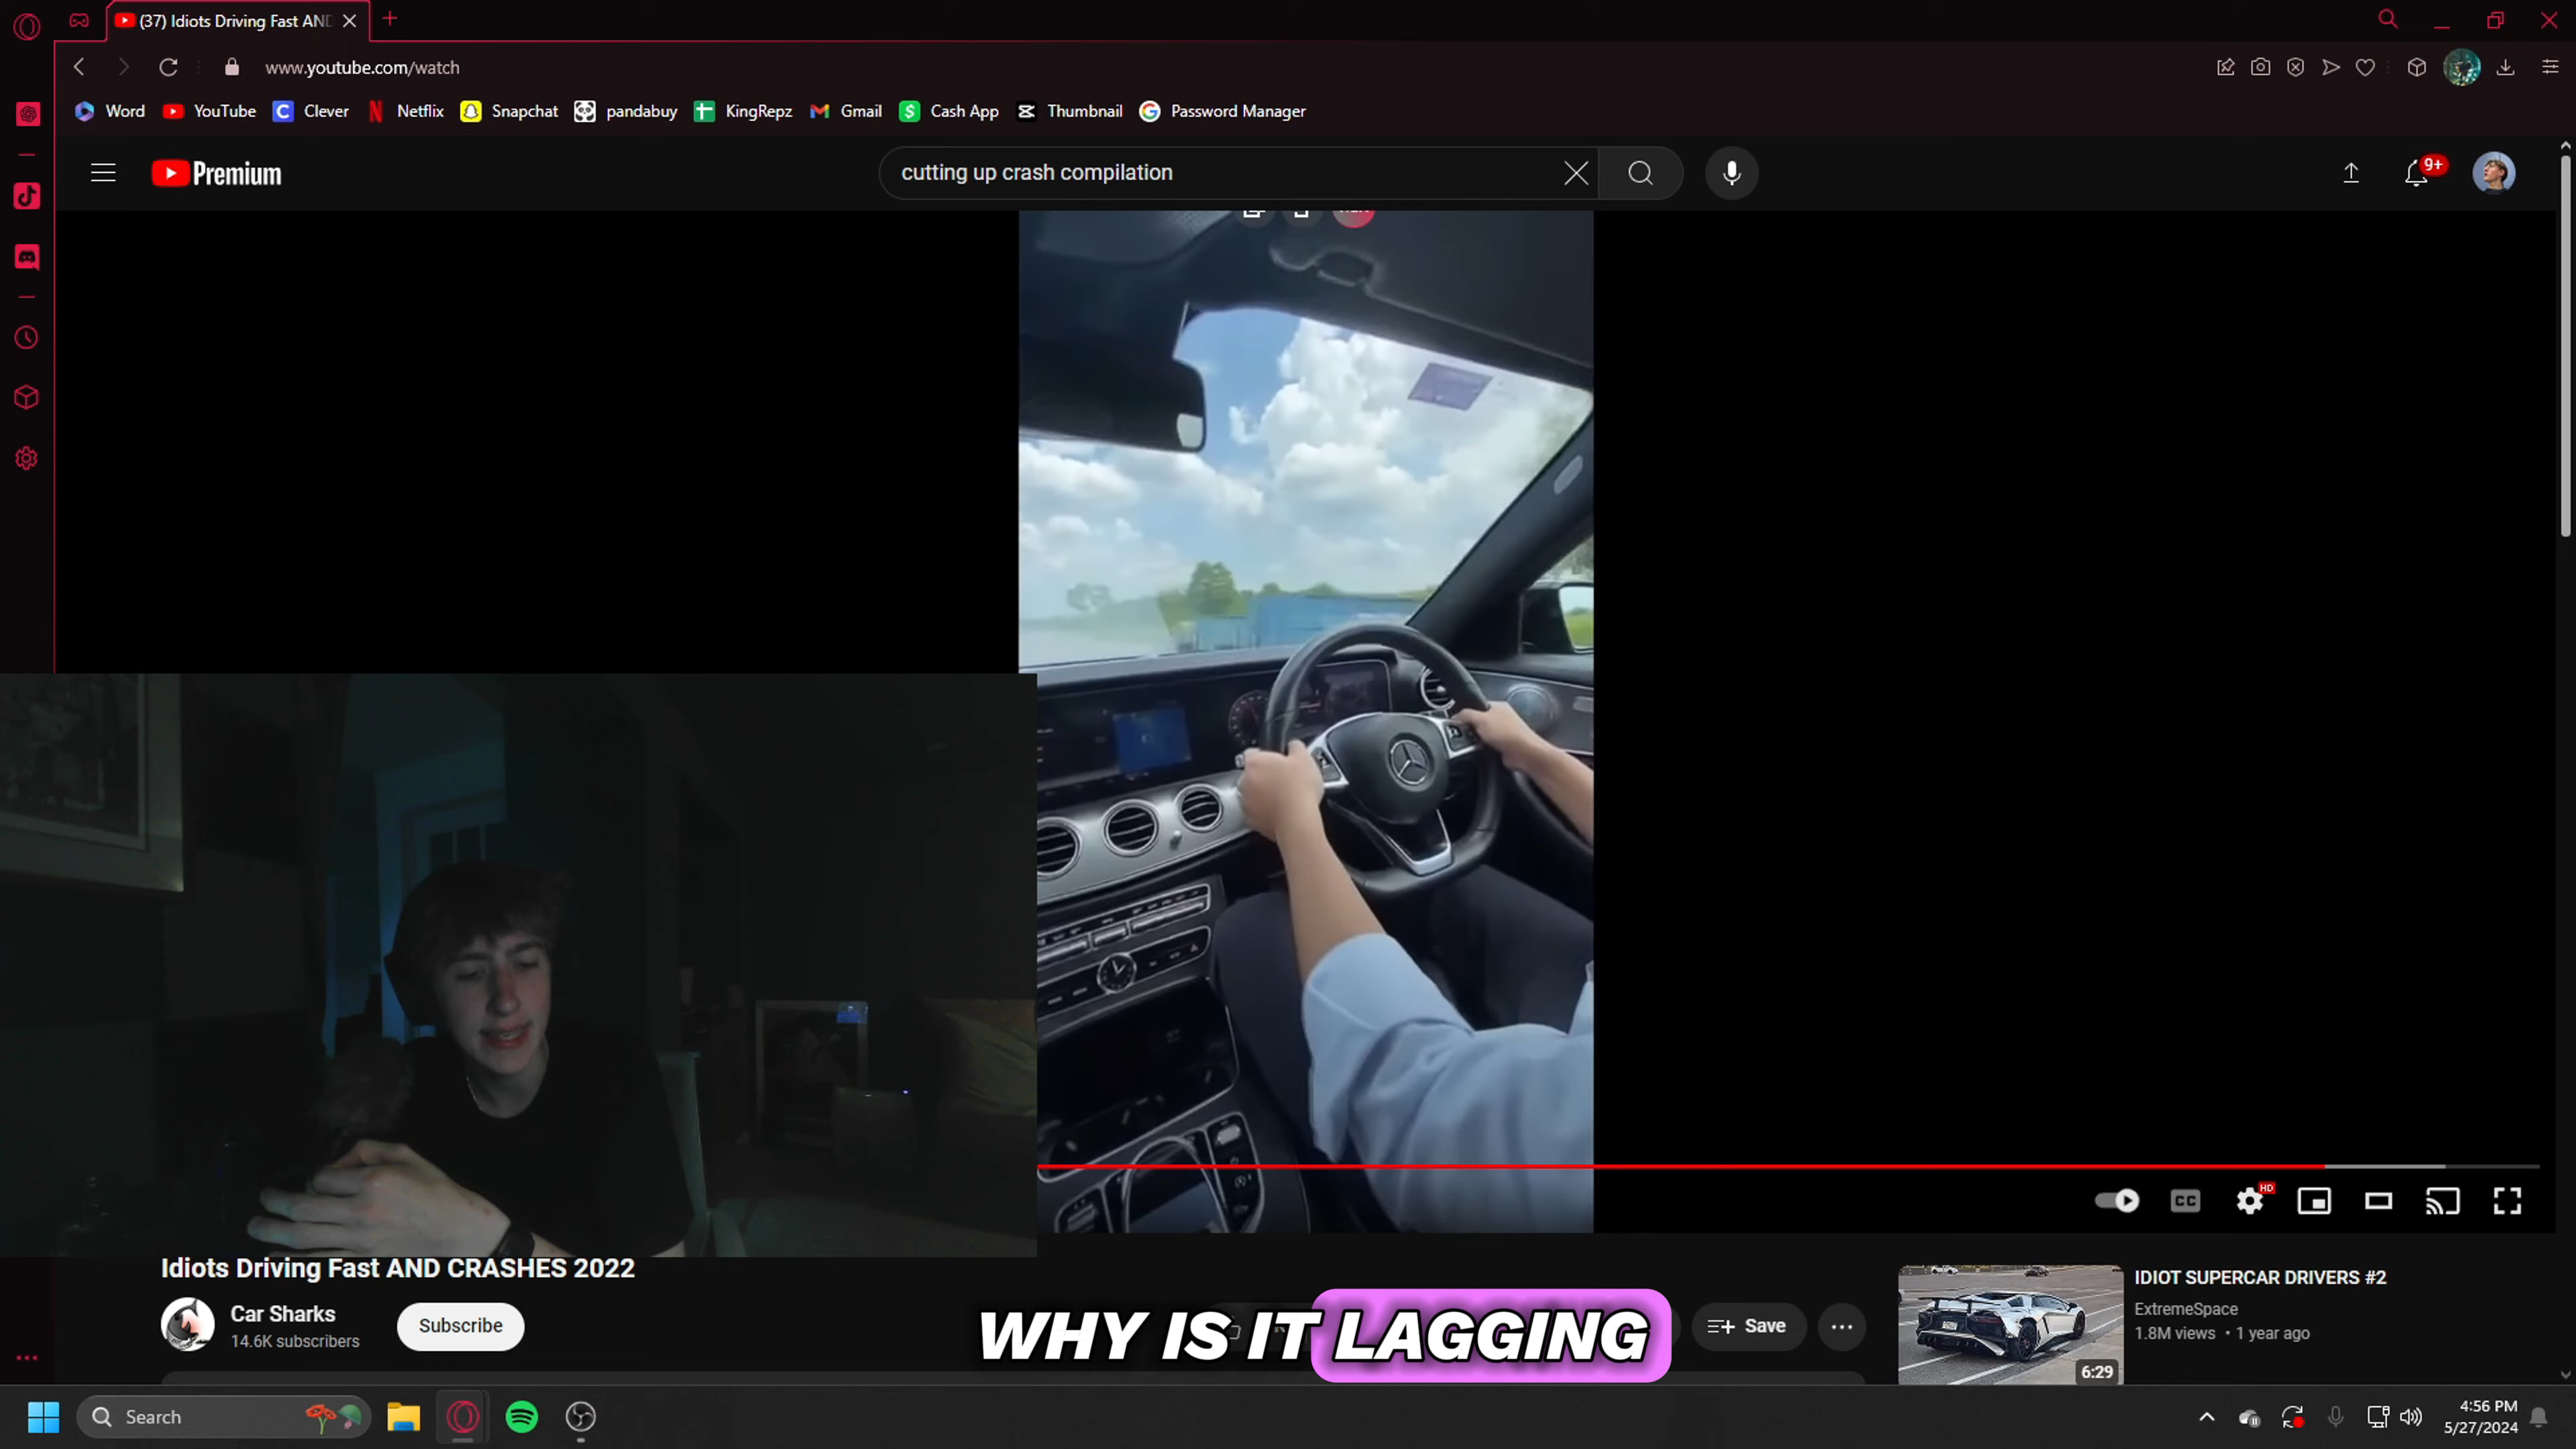 (37) Idiots Driving Fast AND
www.youtube.com/watch
Word YouTube Clever Netflix Snapchat pandabuy KingRepz Gmail Cash App Thumbnail Password Manager
Premium
cutting up crash compilation
9+
CC
HD
Idiots Driving Fast AND CRASHES 2022
Car Sharks
14.6K subscribers
Subscribe
WHY IS IT LAGGING
Save
IDIOT SUPERCAR DRIVERS #2
ExtremeSpace
1.8M views • 1 year ago
6:29
Search
4:56 PM
5/27/2024